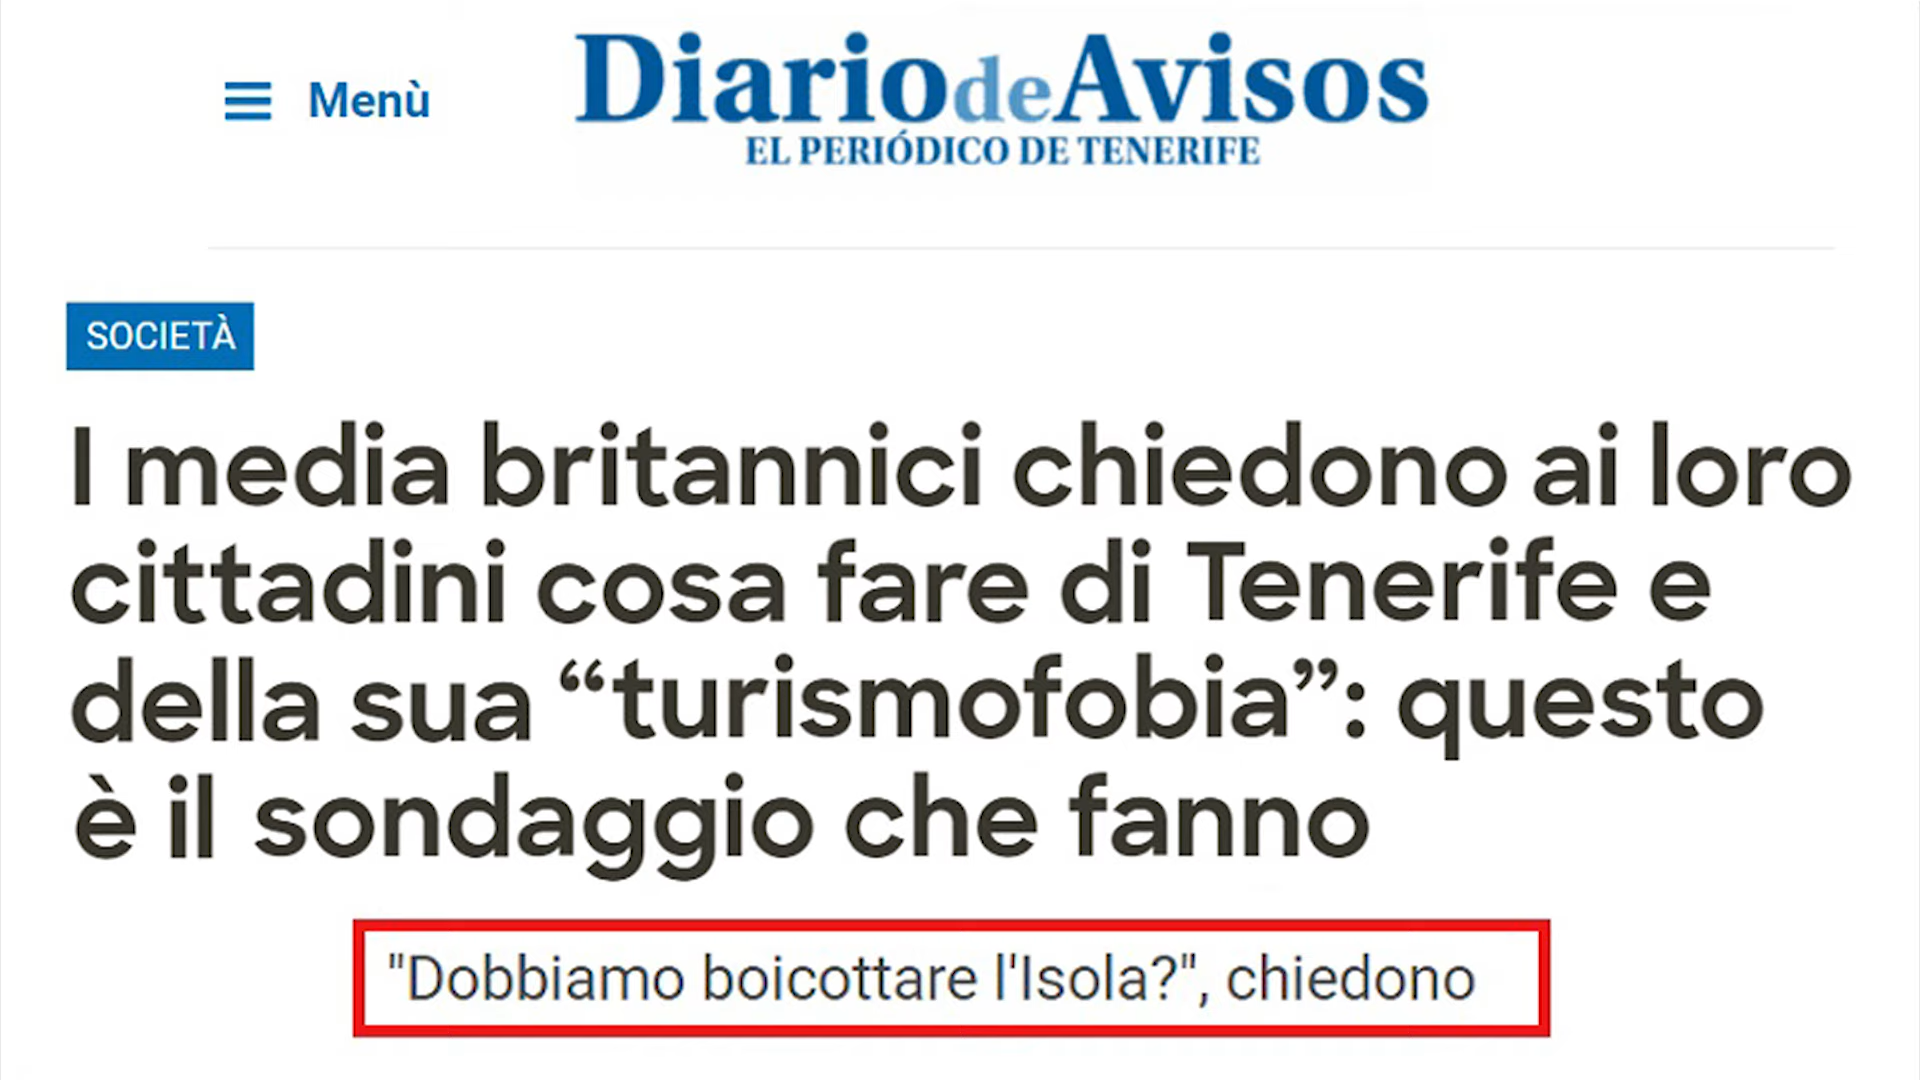 Menù
DiariodeAvisos
EL PERIÓDICO DE TENERIFE
SOCIETÀ
I media britannici chiedono ai loro
cittadini cosa fare di Tenerife e
della sua “turismofobia”: questo
è il sondaggio che fanno
"Dobbiamo boicottare l'Isola?", chiedono